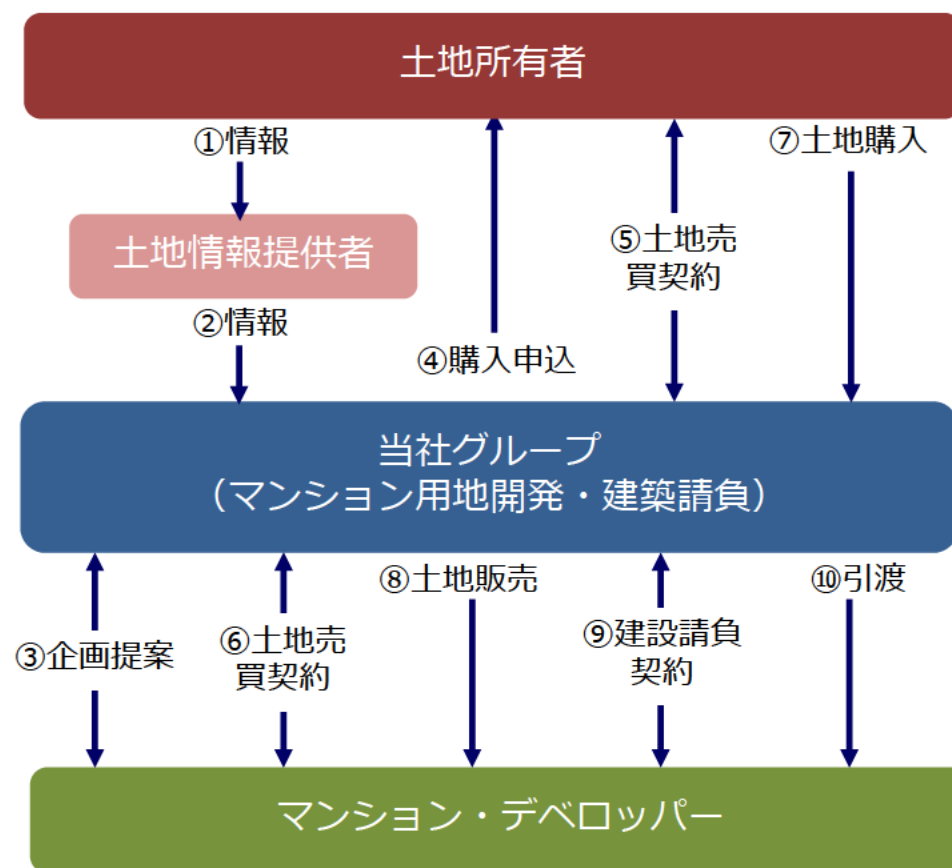 土地所有者
①情報
⑦土地購入
土地情報提供者
⑤土地売
買契約
②情報
④購入申込
当社グループ
（マンション用地開発・建築請負）
⑧土地販売
⑩引渡
③企画提案
⑥土地売
買契約
⑨建設請負
契約
マンション・デベロッパー